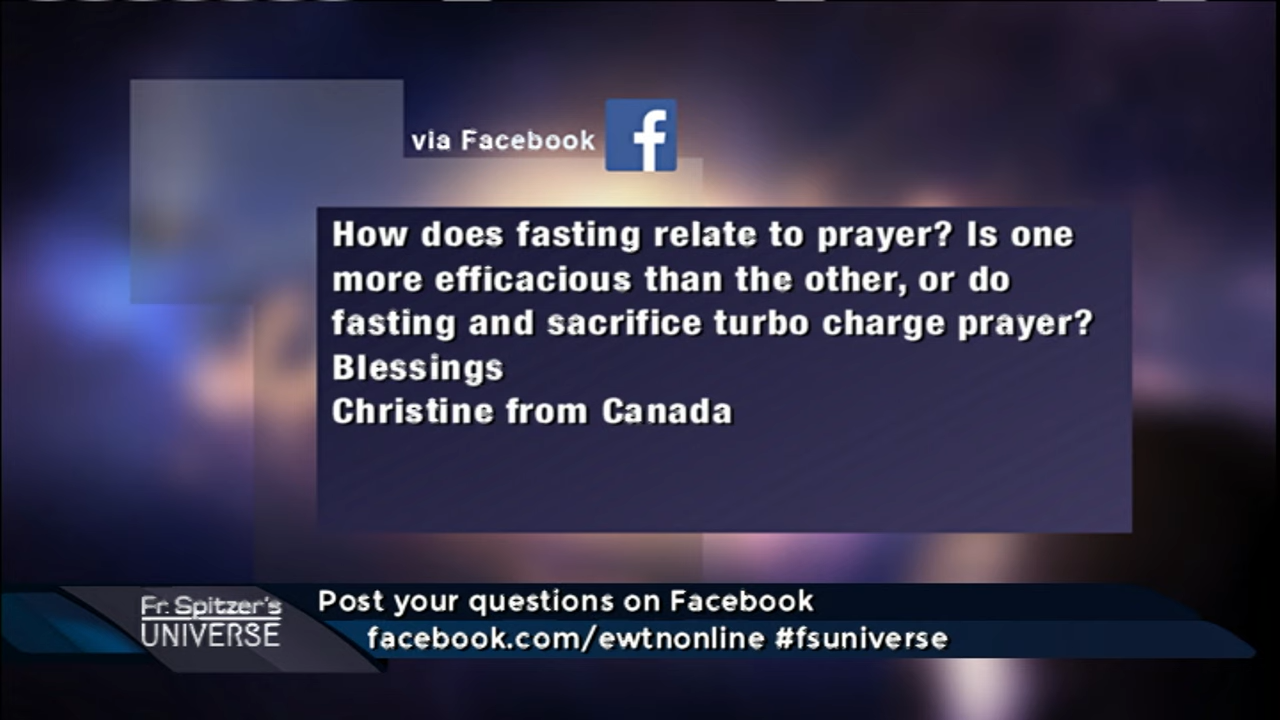 via Facebook
How does fasting relate to prayer? Is one
more efficacious than the other, or do
fasting and sacrifice turbo charge prayer?
Blessings
Christine from Canada
Fr. Spitzer's
UNIVERSE
Post your questions on Facebook
facebook.com/ewtnonline #fsuniverse